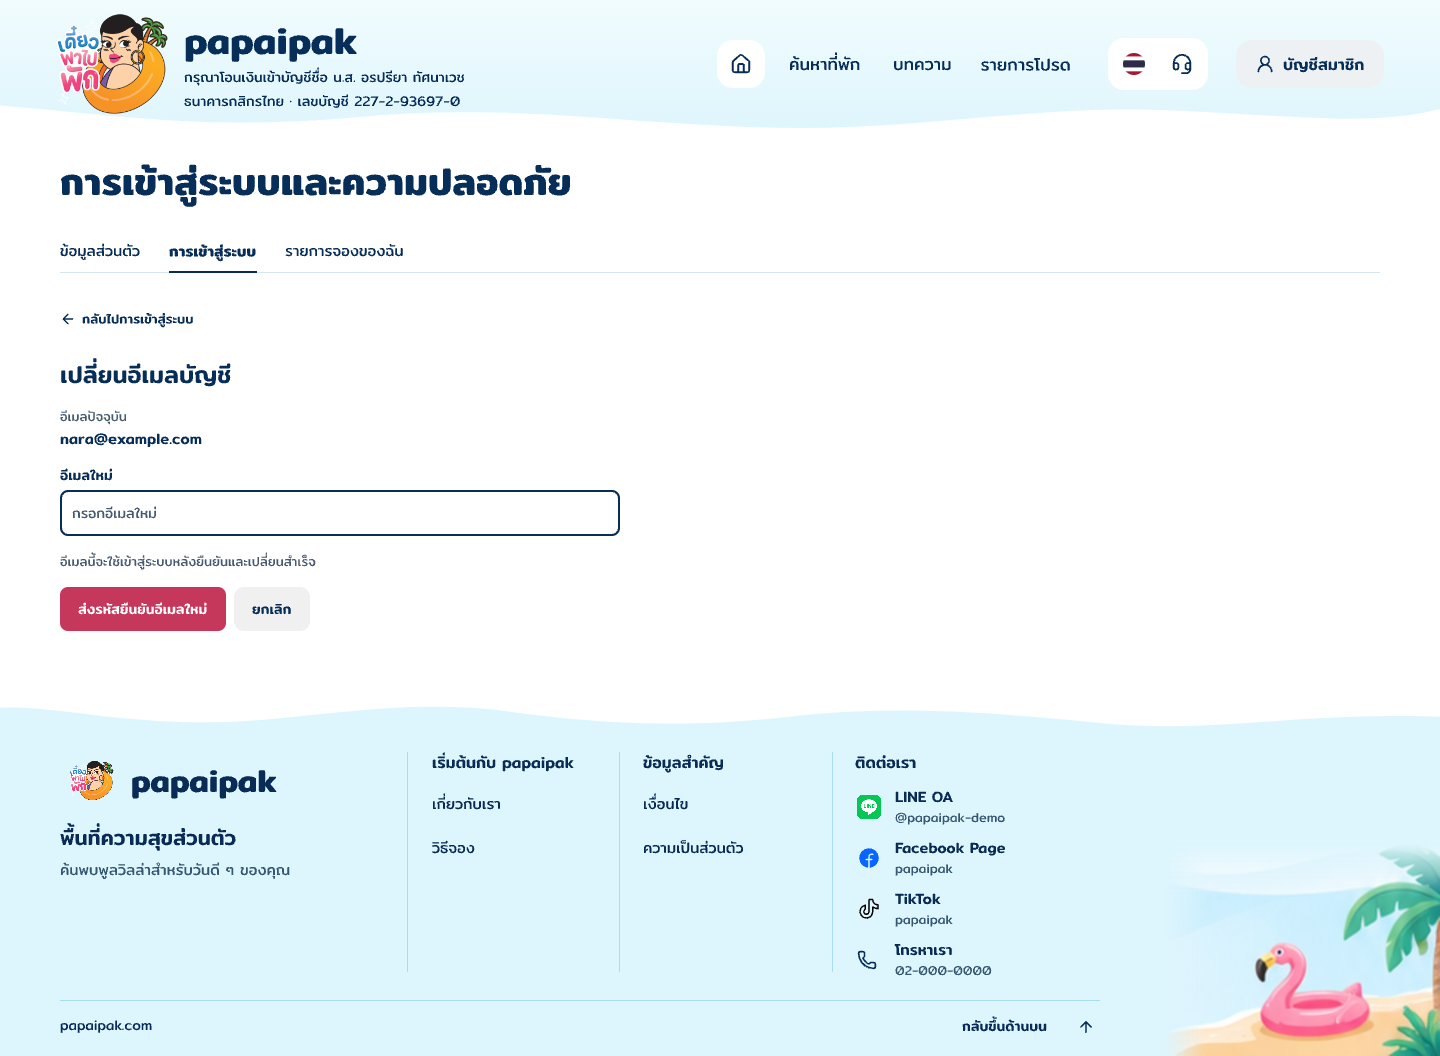 เดี๋ยว
พาไป
พัก
papaipak
กรุณาโอนเงินเข้าบัญชีชื่อ น.ส. อรปรียา ทัศนาเวช
ธนาคารกสิกรไทย · เลขบัญชี 227-2-93697-0
ค้นหาที่พัก
บทความ
รายการโปรด
บัญชีสมาชิก
การเข้าสู่ระบบและความปลอดภัย
ข้อมูลส่วนตัว
การเข้าสู่ระบบ
รายการจองของฉัน
กลับไปการเข้าสู่ระบบ
เปลี่ยนอีเมลบัญชี
อีเมลปัจจุบัน
nara@example.com
อีเมลใหม่
กรอกอีเมลใหม่
อีเมลนี้จะใช้เข้าสู่ระบบหลังยืนยันและเปลี่ยนสำเร็จ
ส่งรหัสยืนยันอีเมลใหม่
ยกเลิก
เดี๋ยว
พาไป
พัก
papaipak
พื้นที่ความสุขส่วนตัว
ค้นพบพูลวิลล่าสำหรับวันดี ๆ ของคุณ
เริ่มต้นกับ papaipak
เกี่ยวกับเรา
วิธีจอง
ข้อมูลสำคัญ
เงื่อนไข
ความเป็นส่วนตัว
ติดต่อเรา
LINE
LINE OA
@papaipak-demo
Facebook Page
papaipak
TikTok
papaipak
โทรหาเรา
02-000-0000
papaipak.com
กลับขึ้นด้านบน